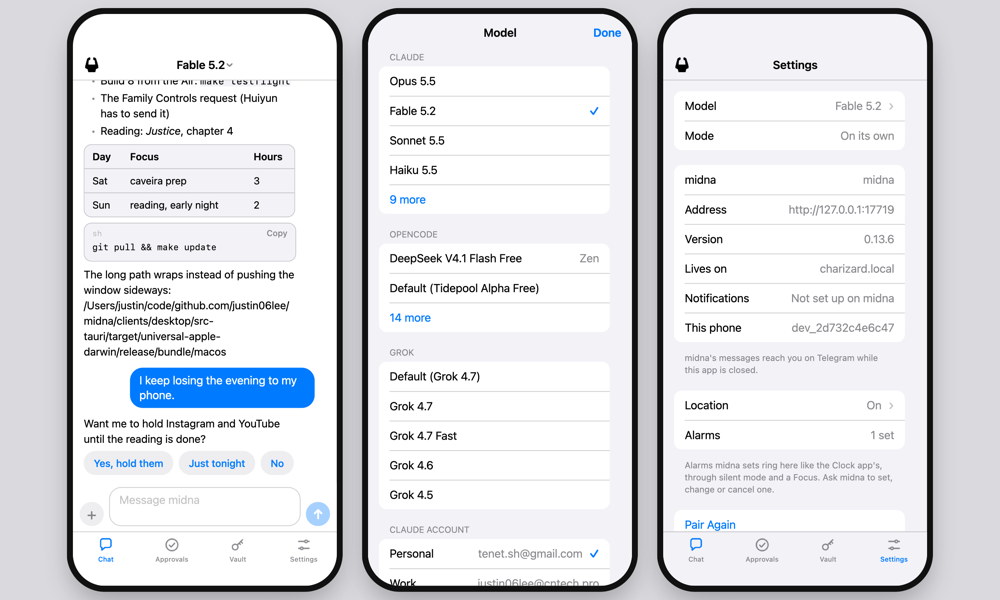 Fable 5.2
Build 8 from the Air: make testflight
The Family Controls request (Huiyun
has to send it)
Reading: Justice, chapter 4
Day Focus Hours
Sat caveira prep 3
Sun reading, early night 2
sh Copy
git pull && make update
The long path wraps instead of pushing the
window sideways:
/Users/justin/code/github.com/justin06lee/
midna/clients/desktop/src-
tauri/target/universal-apple-
darwin/release/bundle/macos
I keep losing the evening to my
phone.
Want me to hold Instagram and YouTube
until the reading is done?
Yes, hold them Just tonight No
Message midna
Chat Approvals Vault Settings
Model Done
CLAUDE
Opus 5.5
Fable 5.2
Sonnet 5.5
Haiku 5.5
9 more
OPENCODE
DeepSeek V4.1 Flash Free Zen
Default (Tidepool Alpha Free)
14 more
GROK
Default (Grok 4.7)
Grok 4.7
Grok 4.7 Fast
Grok 4.6
Grok 4.5
CLAUDE ACCOUNT
Personal tenet.sh@gmail.com
Work justin06lee@cntech.pro
Settings
Model Fable 5.2
Mode On its own
midna midna
Address http://127.0.0.1:17719
Version 0.13.6
Lives on charizard.local
Notifications Not set up on midna
This phone dev_2d732c4e6c47
midna's messages reach you on Telegram while
this app is closed.
Location On
Alarms 1 set
Alarms midna sets ring here like the Clock app's,
through silent mode and a Focus. Ask midna to set,
change or cancel one.
Pair Again
Chat Approvals Vault Settings